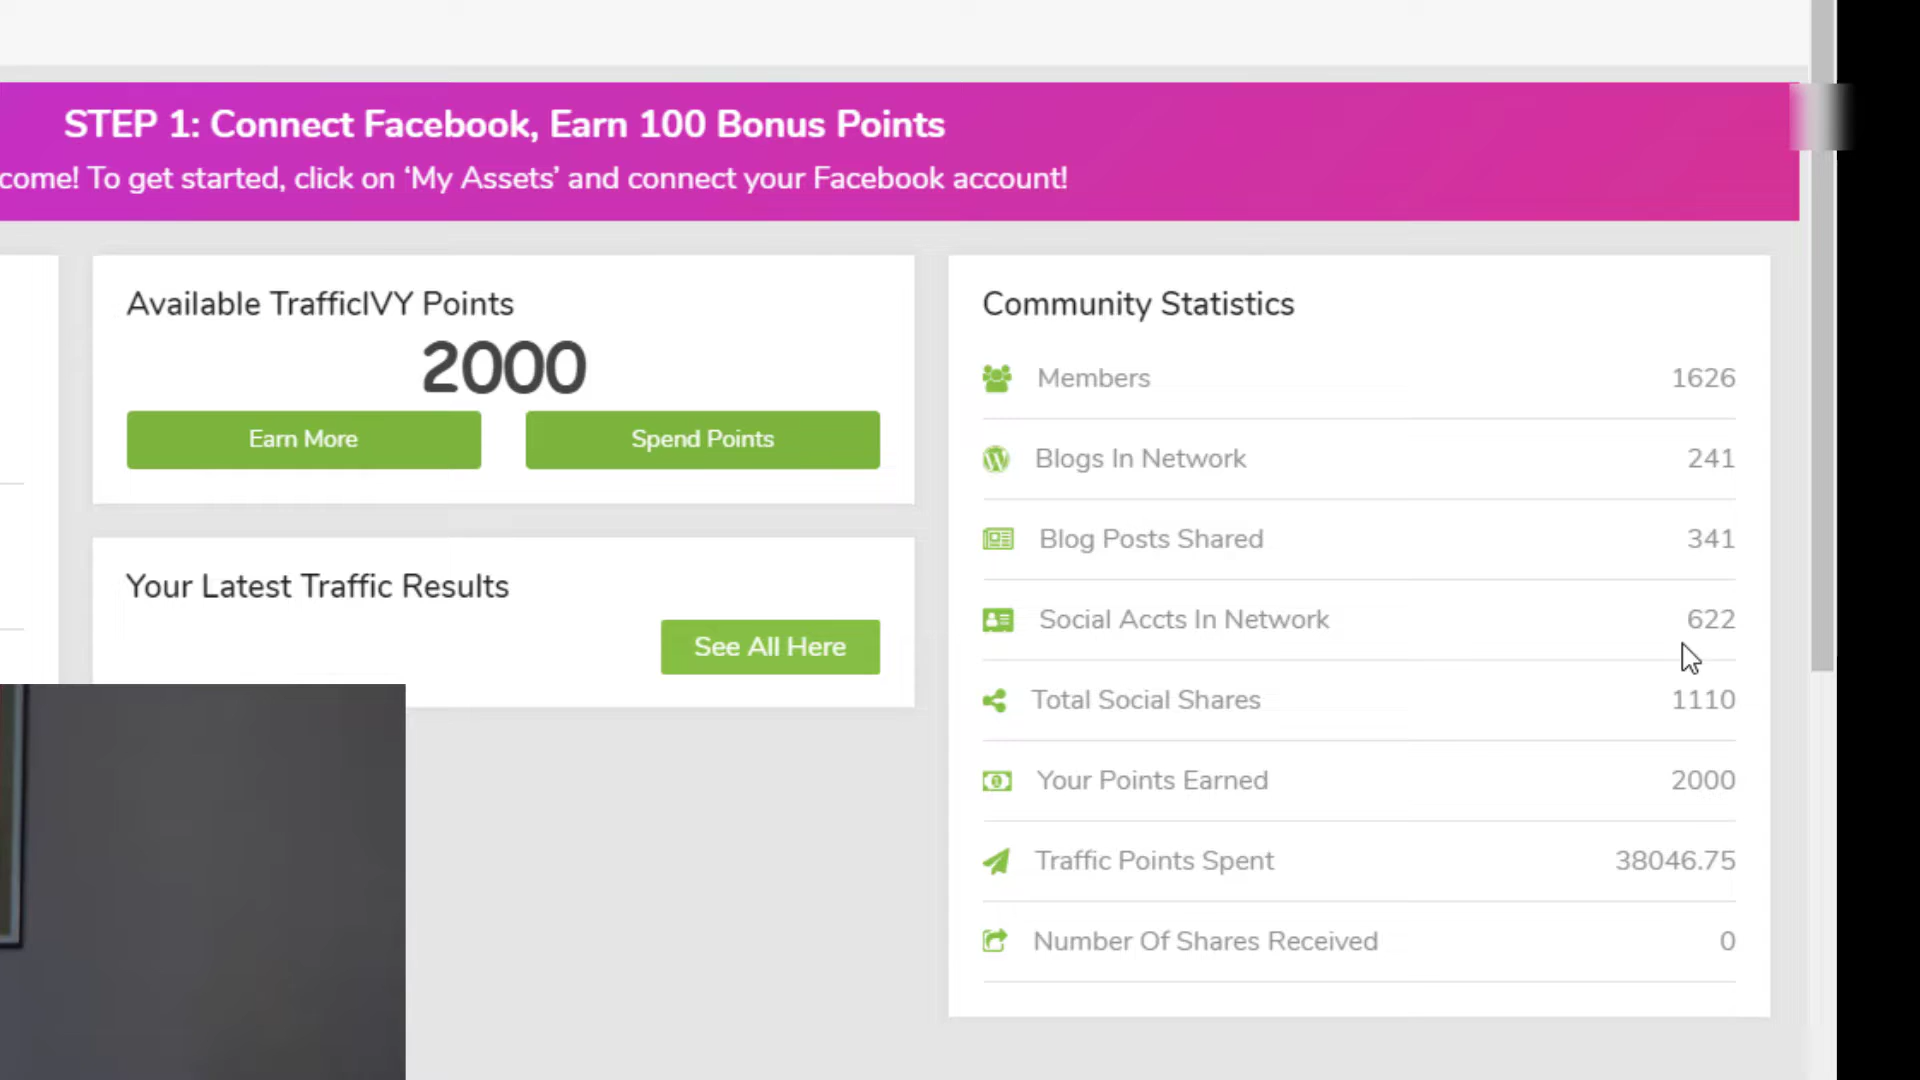 STEP 1: Connect Facebook, Earn 100 Bonus Points
come! To get started, click on ‘My Assets’ and connect your Facebook account!
Available TrafficIVY Points
2000
Earn More
Spend Points
Your Latest Traffic Results
See All Here
Community Statistics
Members 1626
Blogs In Network 241
Blog Posts Shared 341
Social Accts In Network 622
Total Social Shares 1110
Your Points Earned 2000
Traffic Points Spent 38046.75
Number Of Shares Received 0